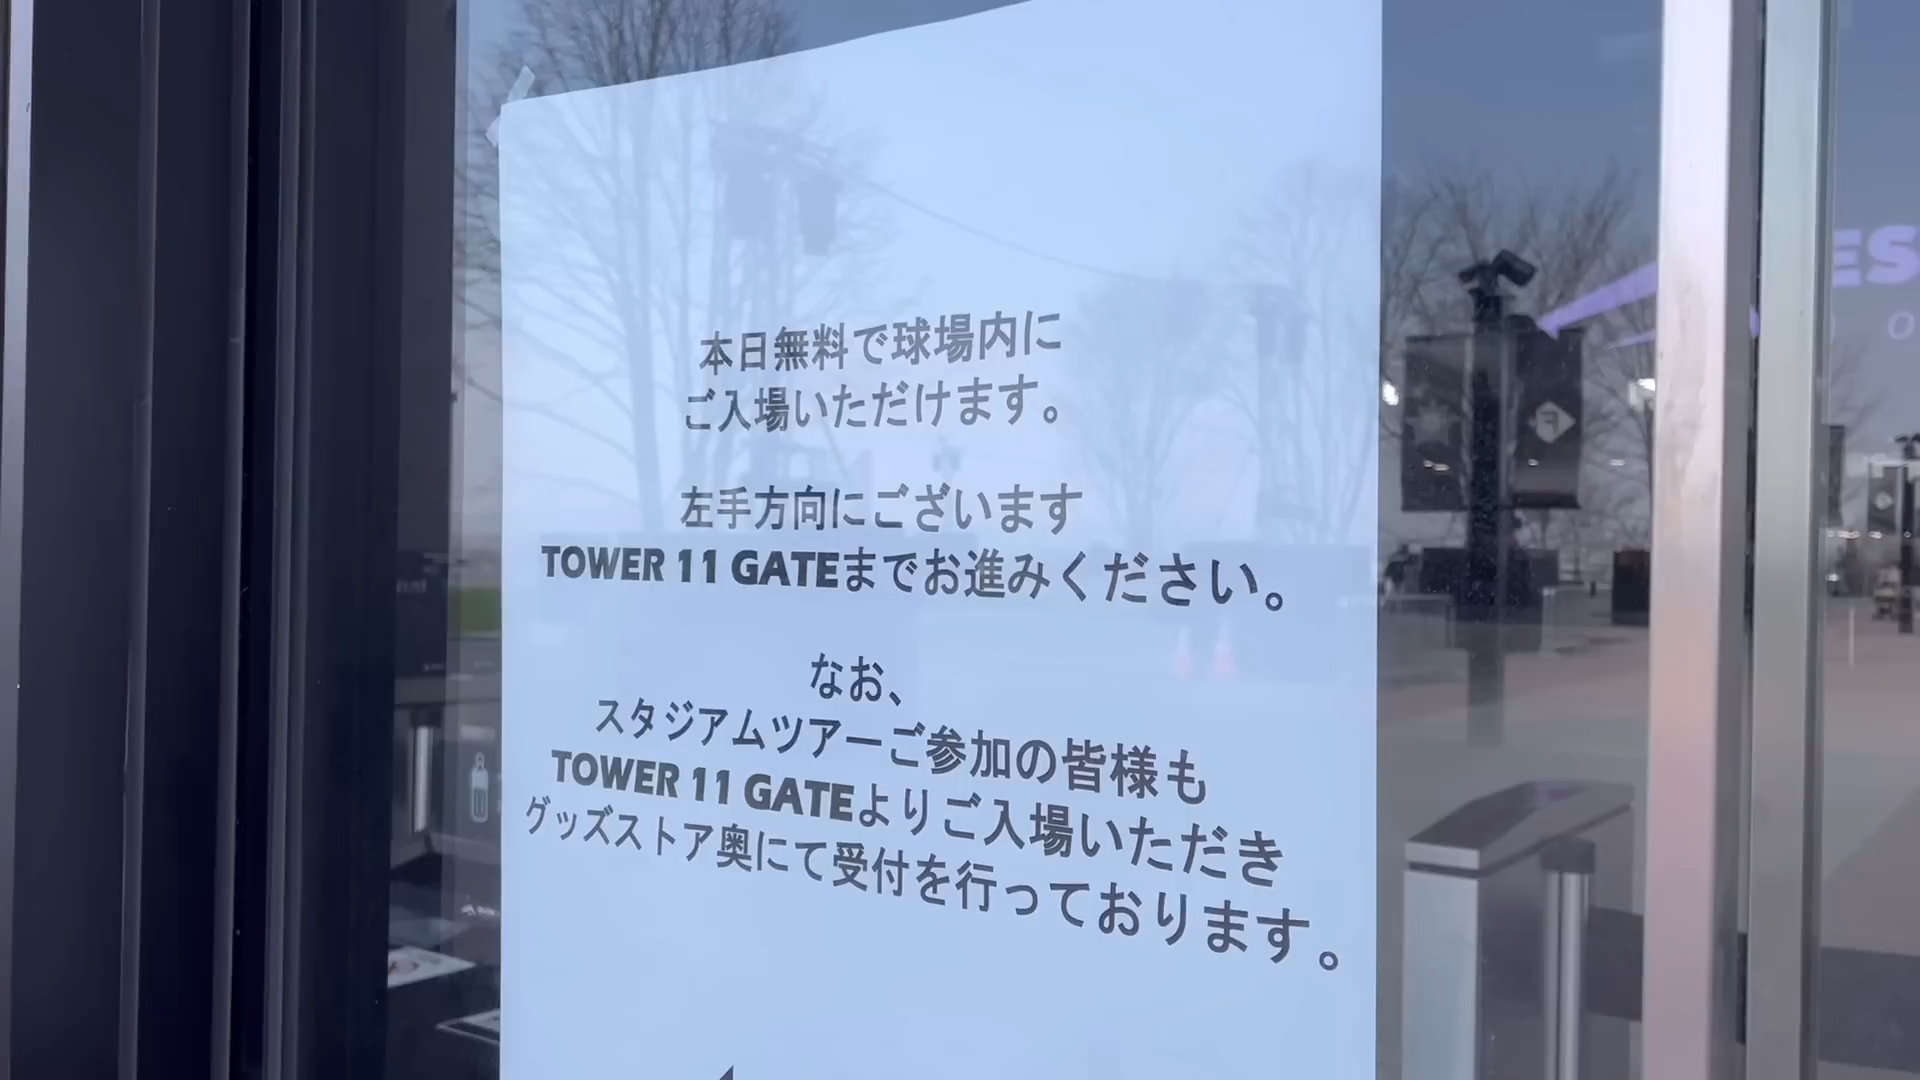 本日無料で球場内に
ご入場いただけます。
左手方向にございます
TOWER 11 GATEまでお進みください。
なお、
スタジアムツアーご参加の皆様も
TOWER 11 GATEよりご入場いただき
グッズストア奥にて受付を行っております。
ES
O
F